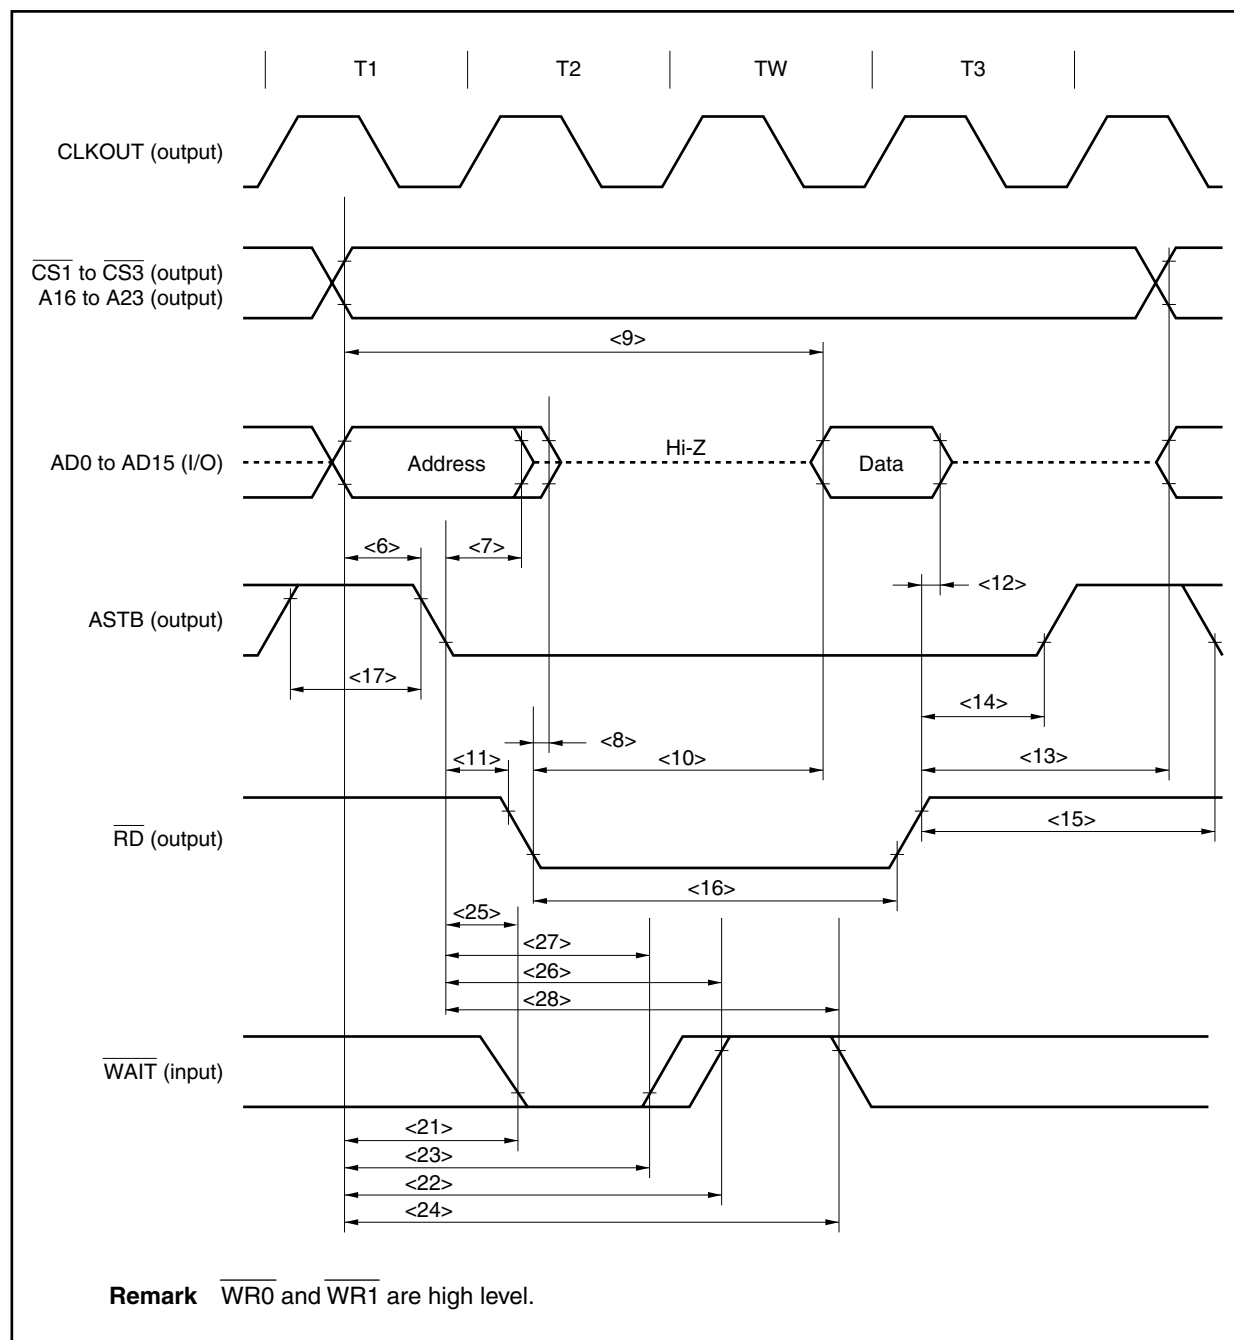 T1 T2 TW T3
CLKOUT (output)
CS1 to CS3 (output)
A16 to A23 (output)
<9>
AD0 to AD15 (I/O)
Address
Hi-Z
Data
<6>
<7>
<12>
ASTB (output)
<17>
<14>
<8>
<11>
<10>
<13>
RD (output)
<15>
<16>
<25>
<27>
<26>
<28>
WAIT (input)
<21>
<23>
<22>
<24>
Remark WR0 and WR1 are high level.